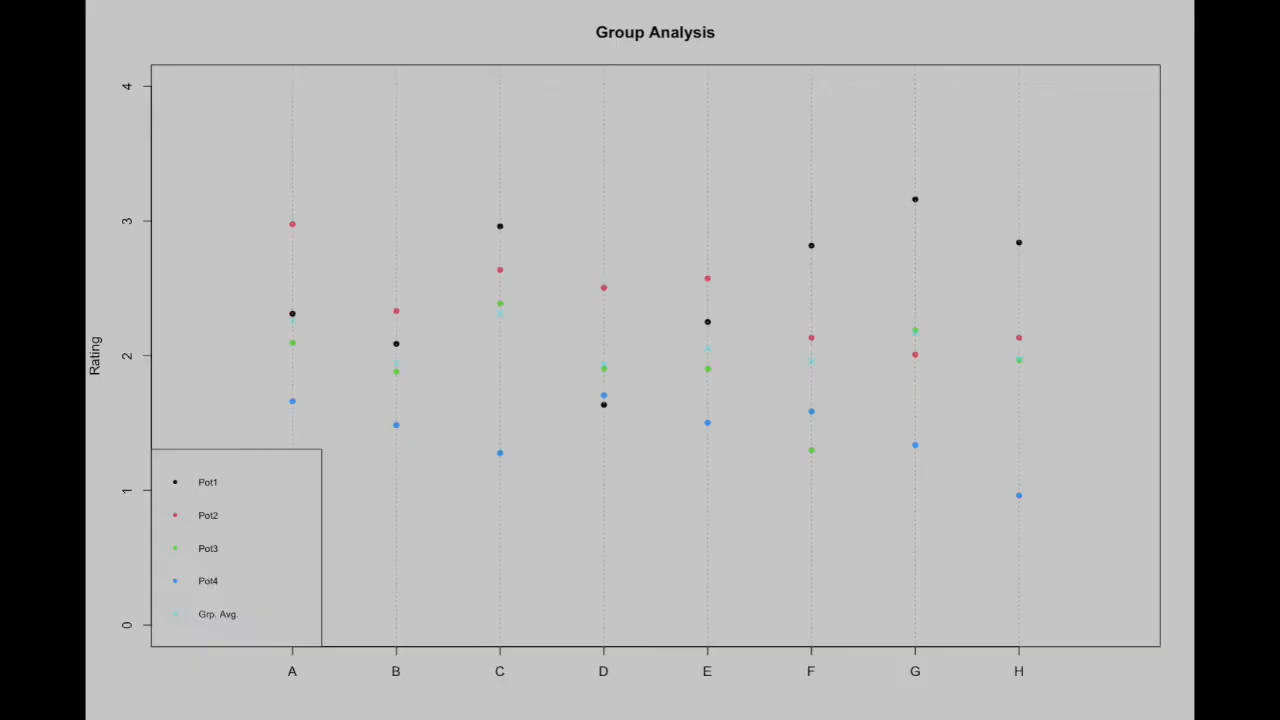 Group Analysis
4
3
2
1
0
Rating
Pot1
Pot2
Pot3
Pot4
Grp. Avg.
A B C D E F G H